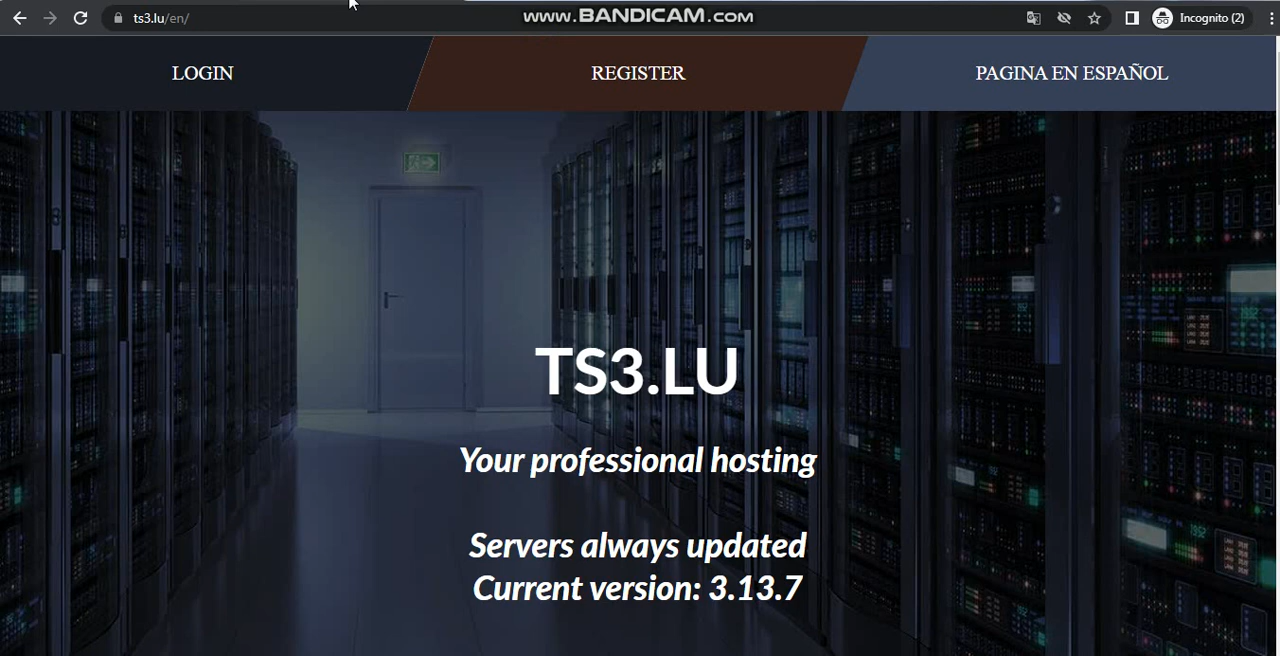 ts3.lu/en/
www.BANDICAM.com
Incognito (2)
LOGIN
REGISTER
PAGINA EN ESPAÑOL
TS3.LU
Your professional hosting
Servers always updated
Current version: 3.13.7